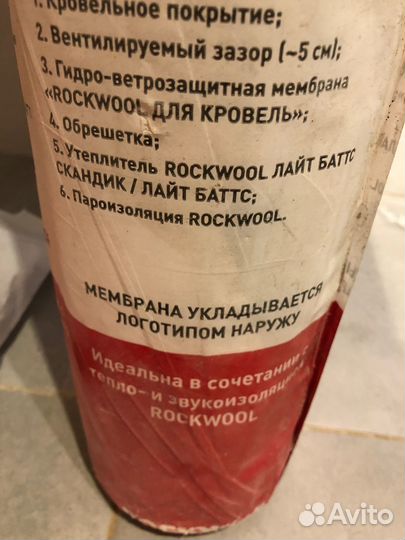 1. Кровельное покрытие;
2. Вентилируемый зазор (~5 см);
3. Гидро-ветрозащитная мембрана
«ROCKWOOL ДЛЯ КРОВЕЛЬ»;
4. Обрешетка;
5. Утеплитель ROCKWOOL ЛАЙТ БАТТС
СКАНДИК / ЛАЙТ БАТТС;
6. Пароизоляция ROCKWOOL.
МЕМБРАНА УКЛАДЫВАЕТСЯ
ЛОГОТИПОМ НАРУЖУ
Идеальна в сочетании с
тепло- и звукоизоляцией
ROCKWOOL
Avito